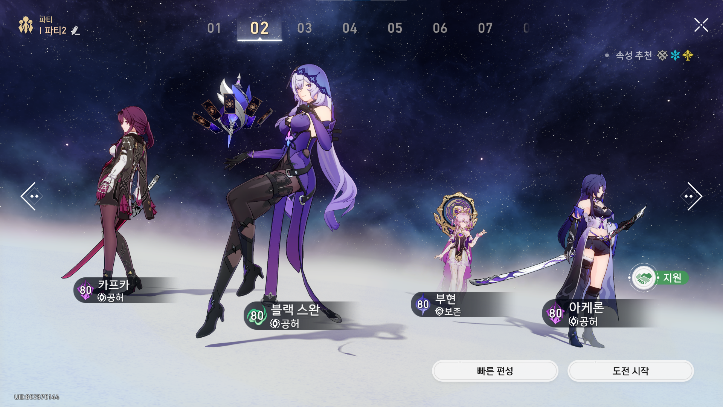 파티
파티2
01 02 03 04 05 06 07
속성 추천
80 카프카
공허
80 블랙 스완
공허
80 부현
보존
80 아케론
공허
지원
빠른 편성
도전 시작